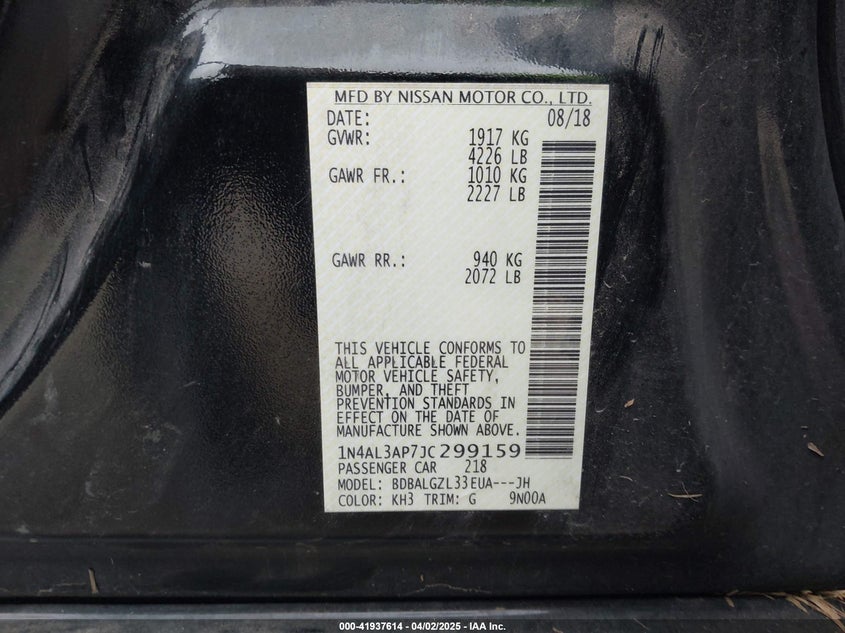 MFD BY NISSAN MOTOR CO., LTD.
DATE: 08/18
GVWR: 1917 KG
4226 LB
GAWR FR.: 1010 KG
2227 LB
GAWR RR.: 940 KG
2072 LB
THIS VEHICLE CONFORMS TO
ALL APPLICABLE FEDERAL
MOTOR VEHICLE SAFETY,
BUMPER, AND THEFT
PREVENTION STANDARDS IN
EFFECT ON THE DATE OF
MANUFACTURE SHOWN ABOVE.
1N4AL3AP7JC299159
PASSENGER CAR 218
MODEL: BDBALGZL33EUA---JH
COLOR: KH3 TRIM: G 9N00A
000-41937614 - 04/02/2025 - IAA Inc.